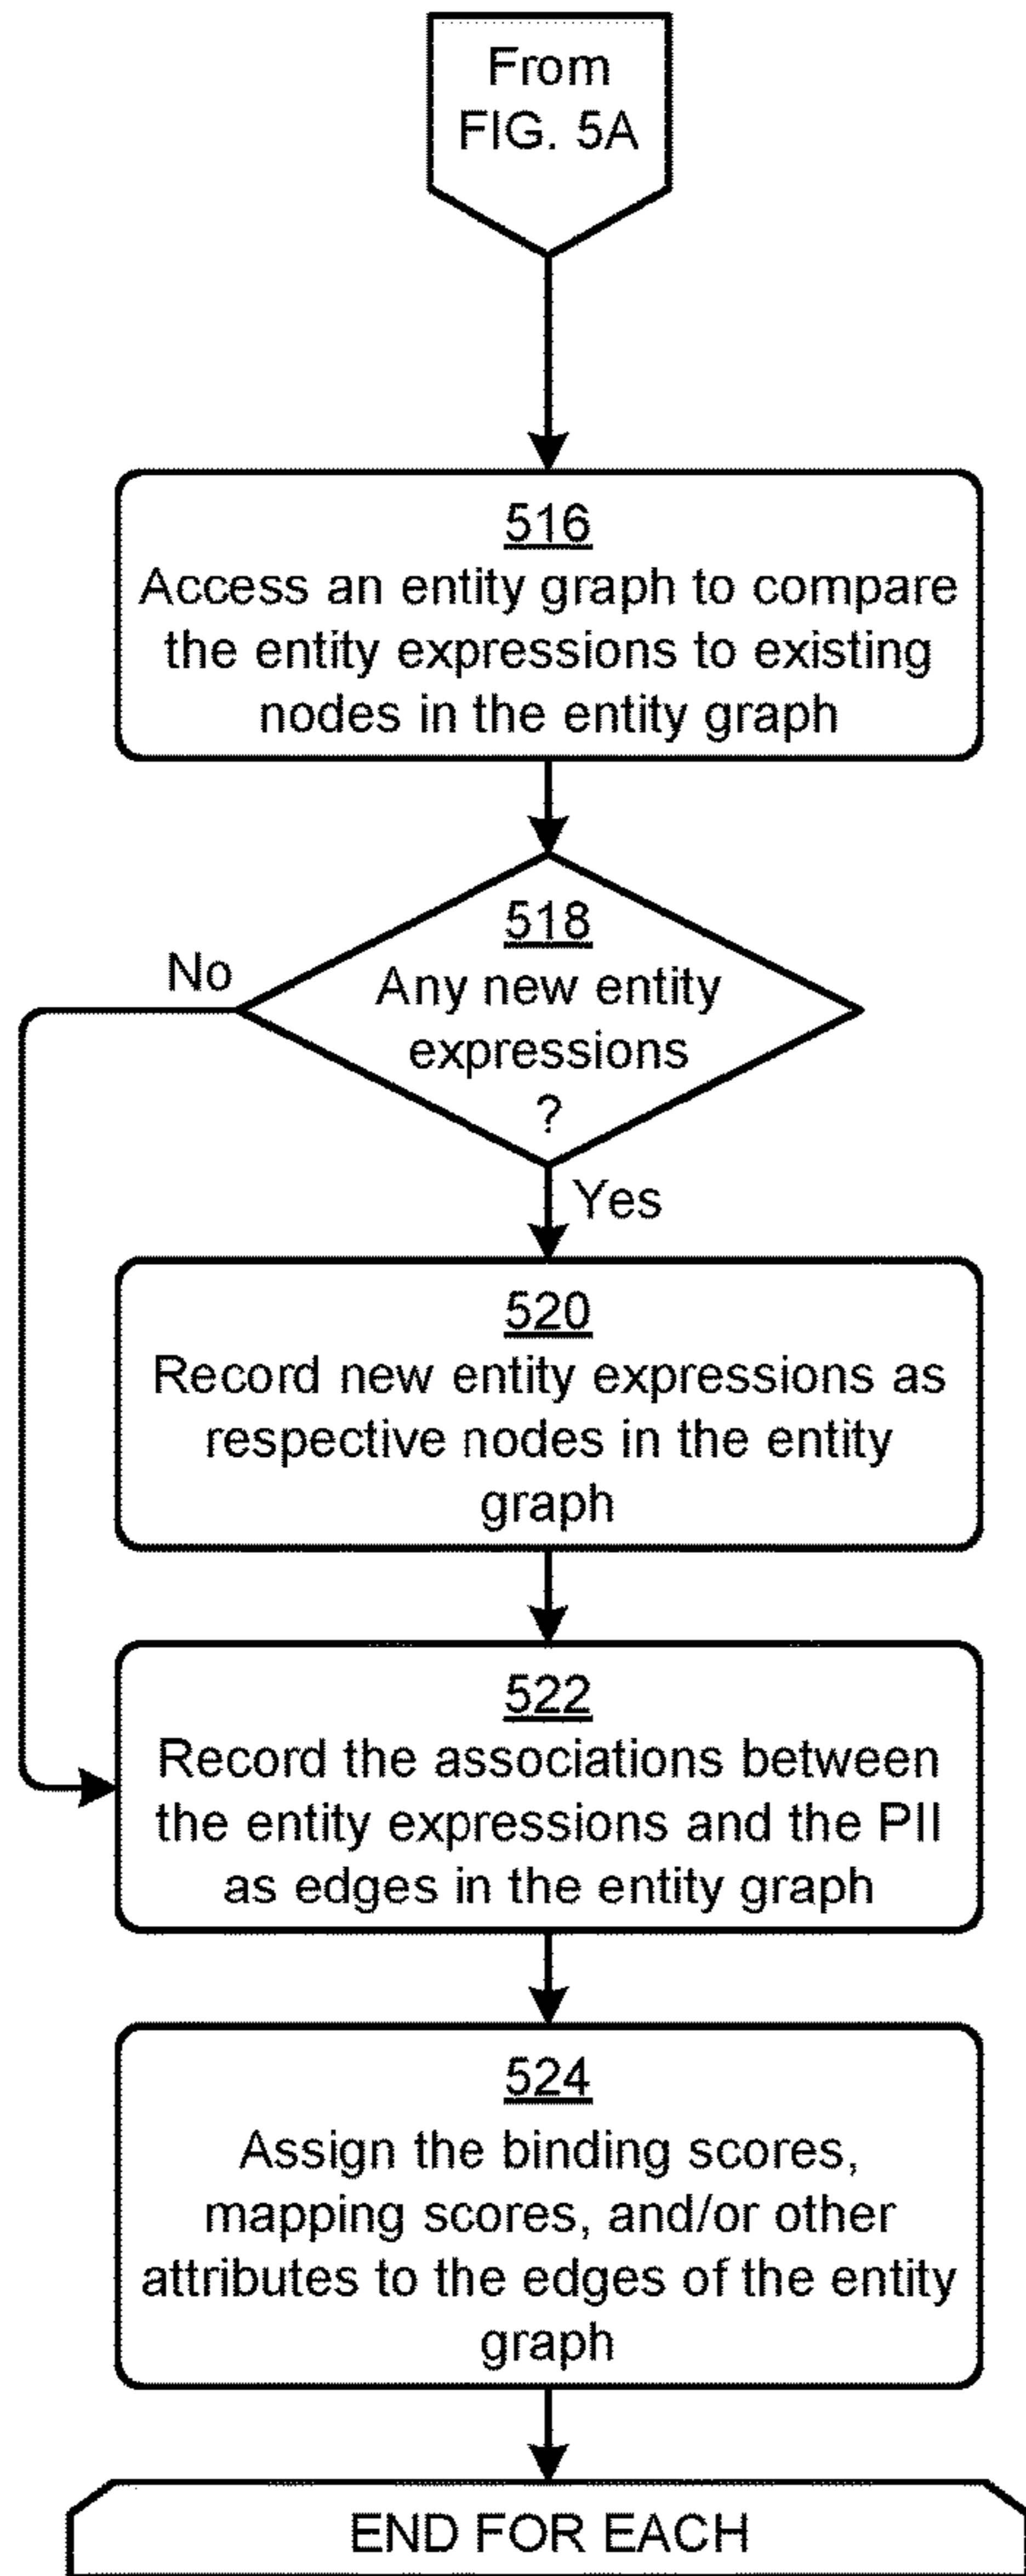 From
FIG. 5A
516
Access an entity graph to compare
the entity expressions to existing
nodes in the entity graph
518
No
Any new entity
expressions
?
Yes
520
Record new entity expressions as
respective nodes in the entity
graph
522
Record the associations between
the entity expressions and the PII
as edges in the entity graph
524
Assign the binding scores,
mapping scores, and/or other
attributes to the edges of the entity
graph
END FOR EACH